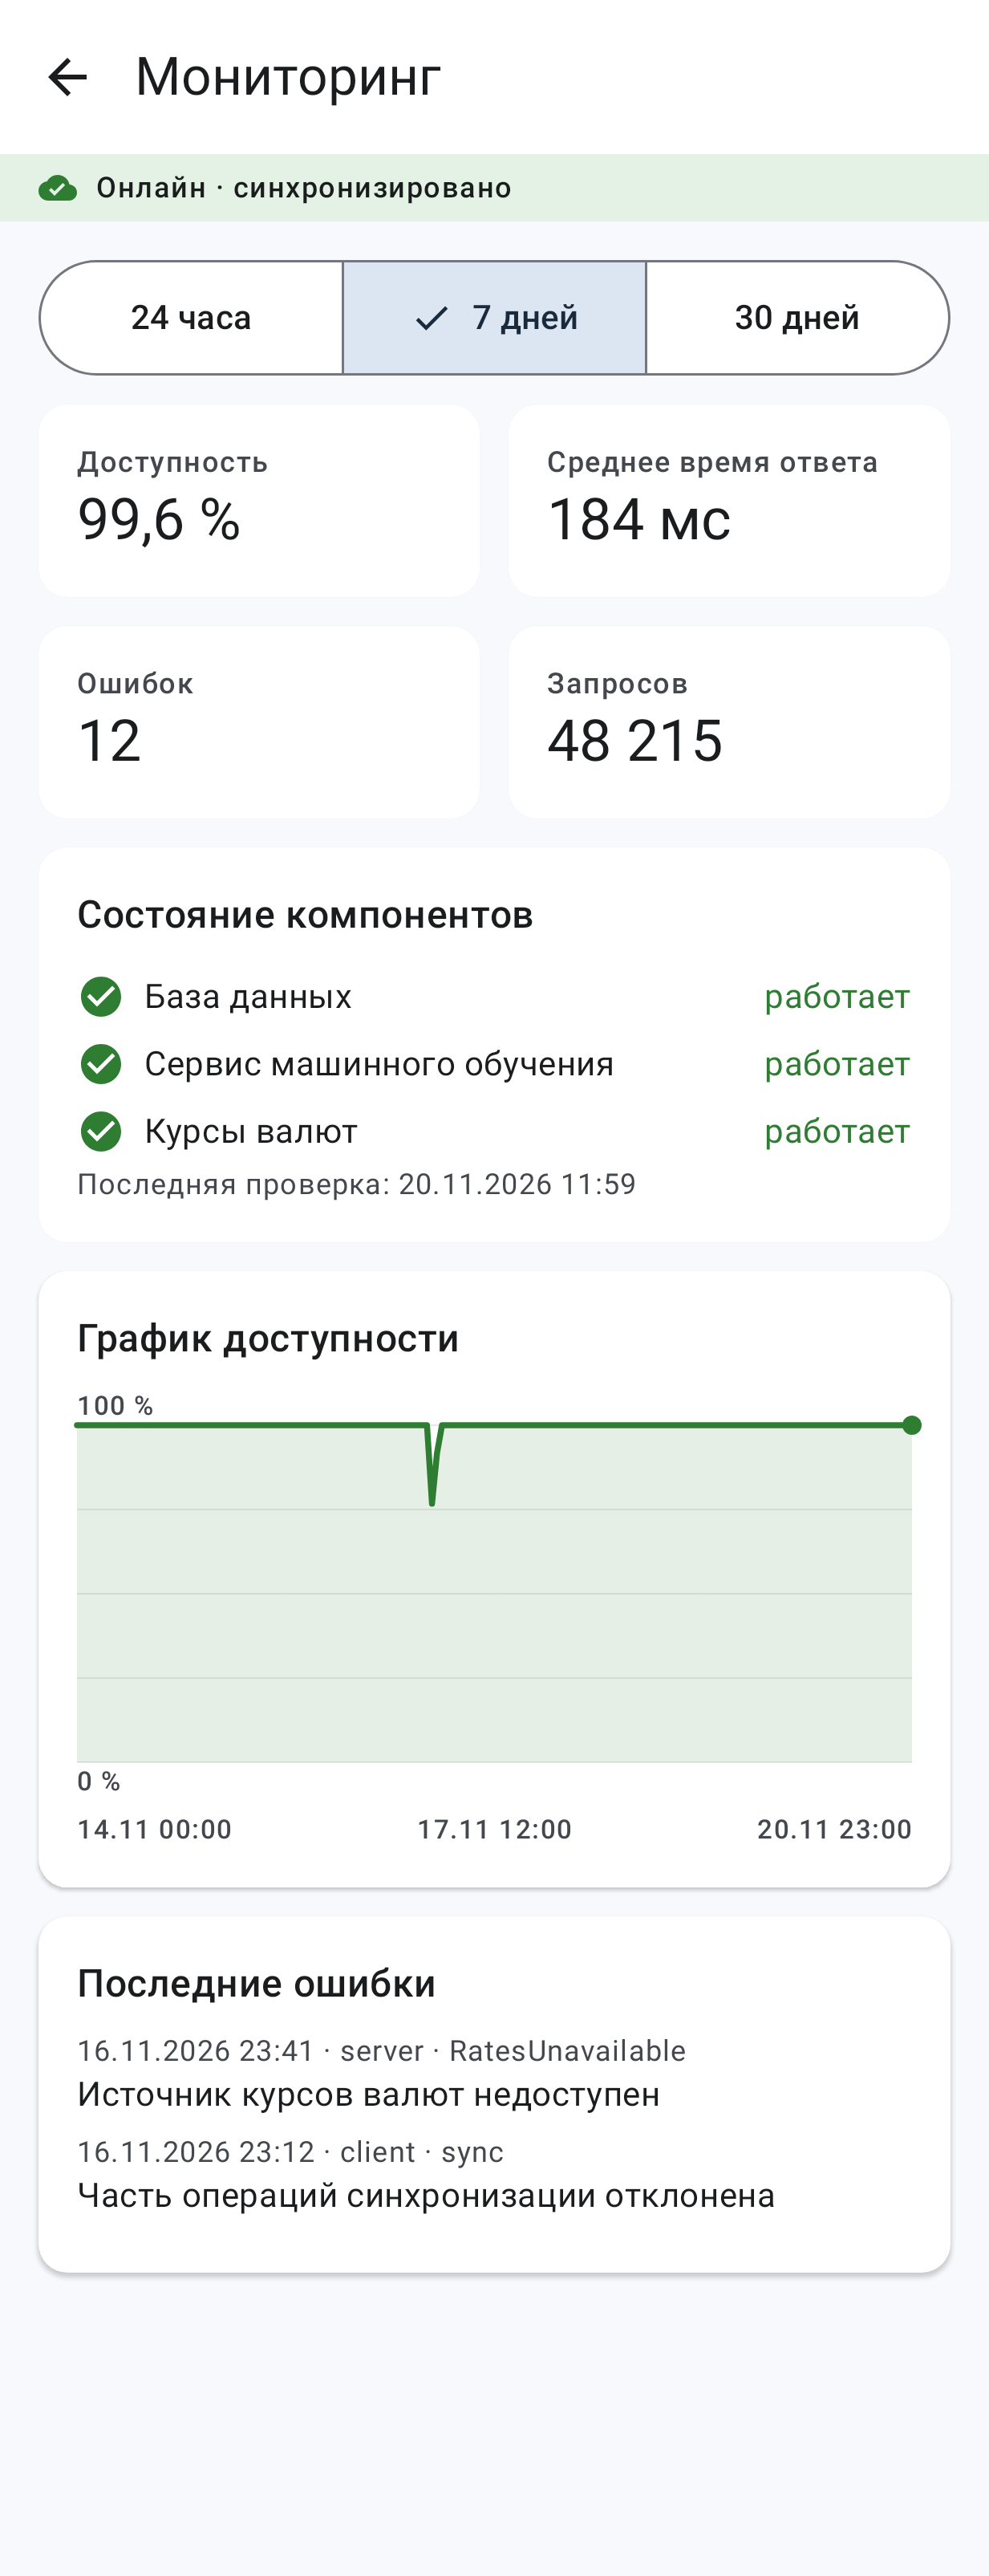 Мониторинг
Онлайн · синхронизировано
24 часа
7 дней
30 дней
Доступность
99,6 %
Среднее время ответа
184 мс
Ошибок
12
Запросов
48 215
Состояние компонентов
База данных работает
Сервис машинного обучения работает
Курсы валют работает
Последняя проверка: 20.11.2026 11:59
График доступности
100 %
0 %
14.11 00:00 17.11 12:00 20.11 23:00
Последние ошибки
16.11.2026 23:41 · server · RatesUnavailable
Источник курсов валют недоступен
16.11.2026 23:12 · client · sync
Часть операций синхронизации отклонена